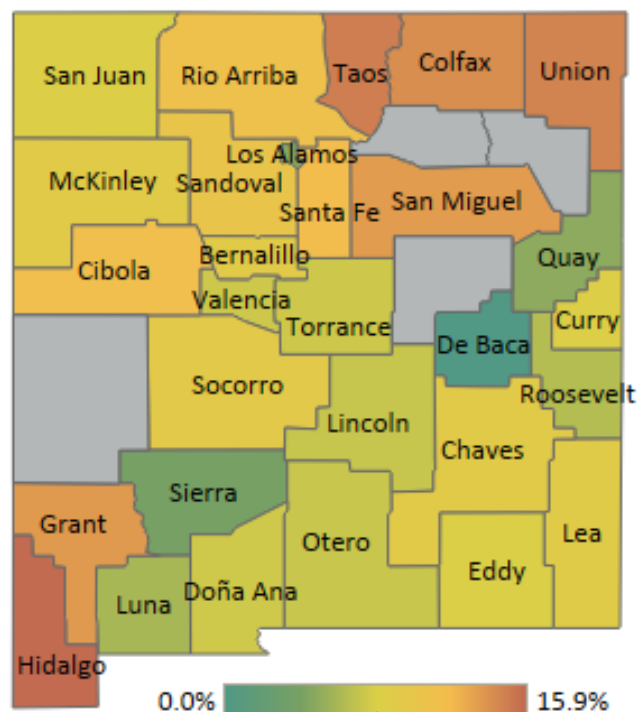 San Juan
Rio Arriba
Taos
Colfax
Union
Los Alamos
McKinley
Sandoval
Santa Fe
San Miguel
Bernalillo
Cibola
Quay
Valencia
Torrance
Curry
De Baca
Socorro
Roosevelt
Lincoln
Chaves
Sierra
Grant
Otero
Lea
Eddy
Luna
Doña Ana
Hidalgo
0.0%
15.9%